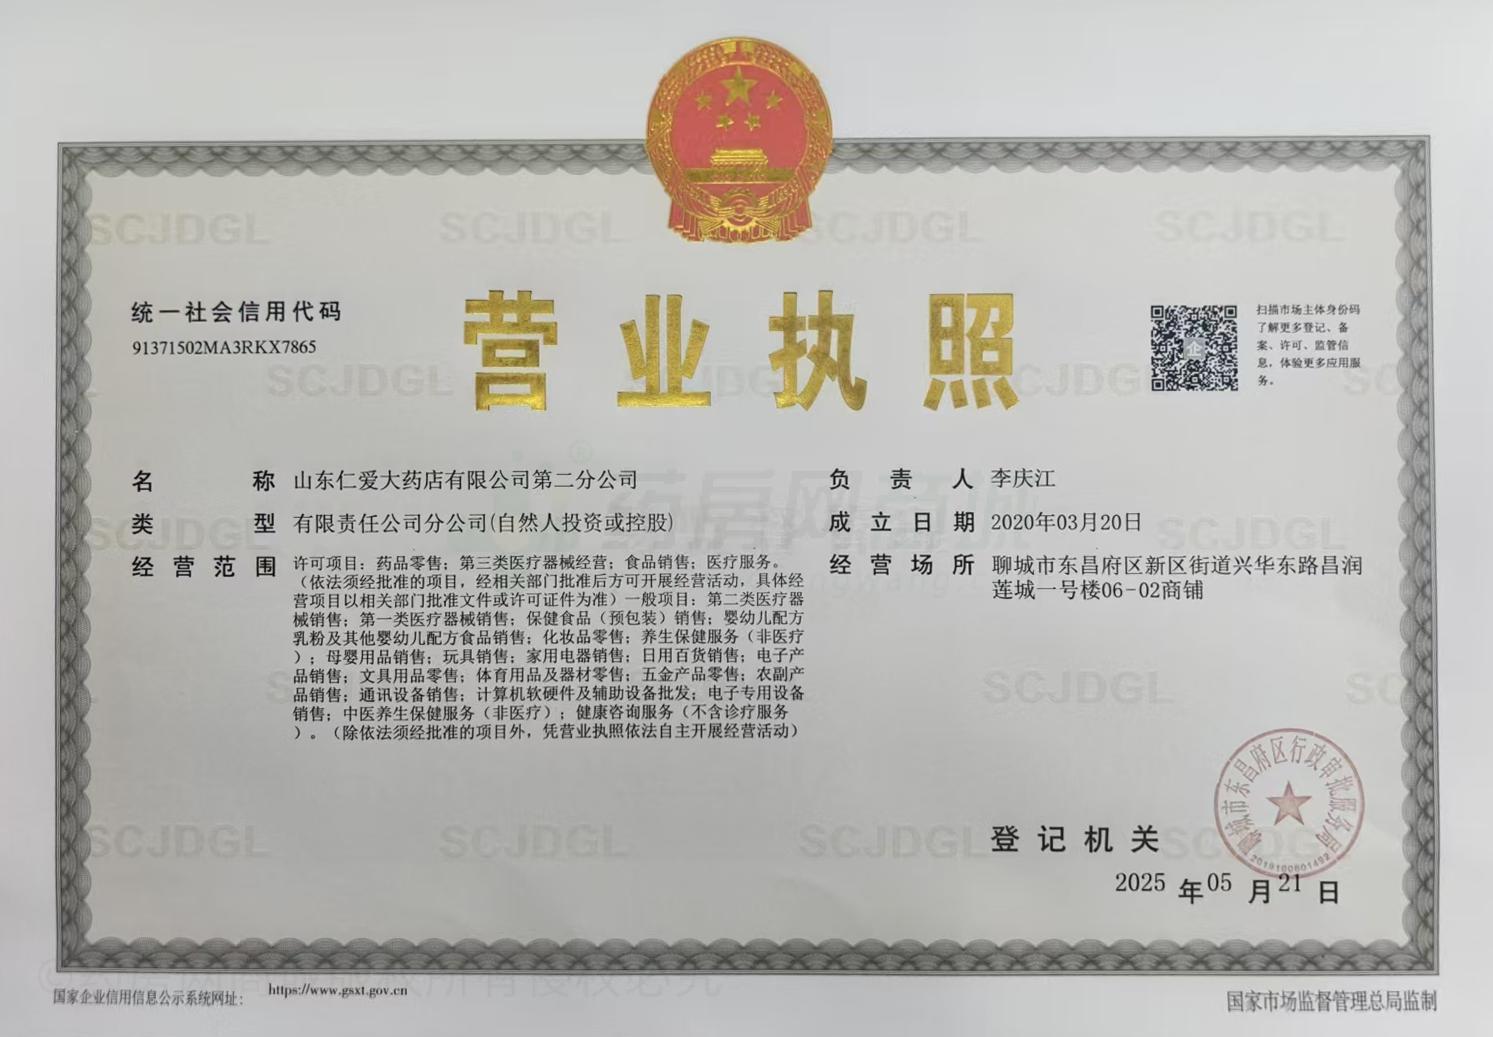 营业执照
统一社会信用代码
91371502MA3RKX7865
扫描市场主体身份码
了解更多登记、备
案、许可、监管信
息，体验更多应用服
务。
名称 山东仁爱大药店有限公司第二分公司
类型 有限责任公司分公司(自然人投资或控股)
经营范围 许可项目：药品零售；第三类医疗器械经营；食品销售；医疗服务。
（依法须经批准的项目，经相关部门批准后方可开展经营活动，具体经
营项目以相关部门批准文件或许可证件为准）一般项目：第二类医疗器
械销售；第一类医疗器械销售；保健食品（预包装）销售；婴幼儿配方
乳粉及其他婴幼儿配方食品销售；化妆品零售；养生保健服务（非医疗
）；母婴用品销售；玩具销售；家用电器销售；日用百货销售；电子产
品销售；文具用品零售；体育用品及器材零售；五金产品零售；农副产
品销售；通讯设备销售；计算机软硬件及辅助设备批发；电子专用设备
销售；中医养生保健服务（非医疗）；健康咨询服务（不含诊疗服务
）。（除依法须经批准的项目外，凭营业执照依法自主开展经营活动）
负责人 李庆江
成立日期 2020年03月20日
经营场所 聊城市东昌府区新区街道兴华东路昌润
莲城一号楼06-02商铺
聊城市东昌府区行政审批服务局
登记机关
2025年05月21日
国家企业信用信息公示系统网址：https://www.gsxt.gov.cn
国家市场监督管理总局监制